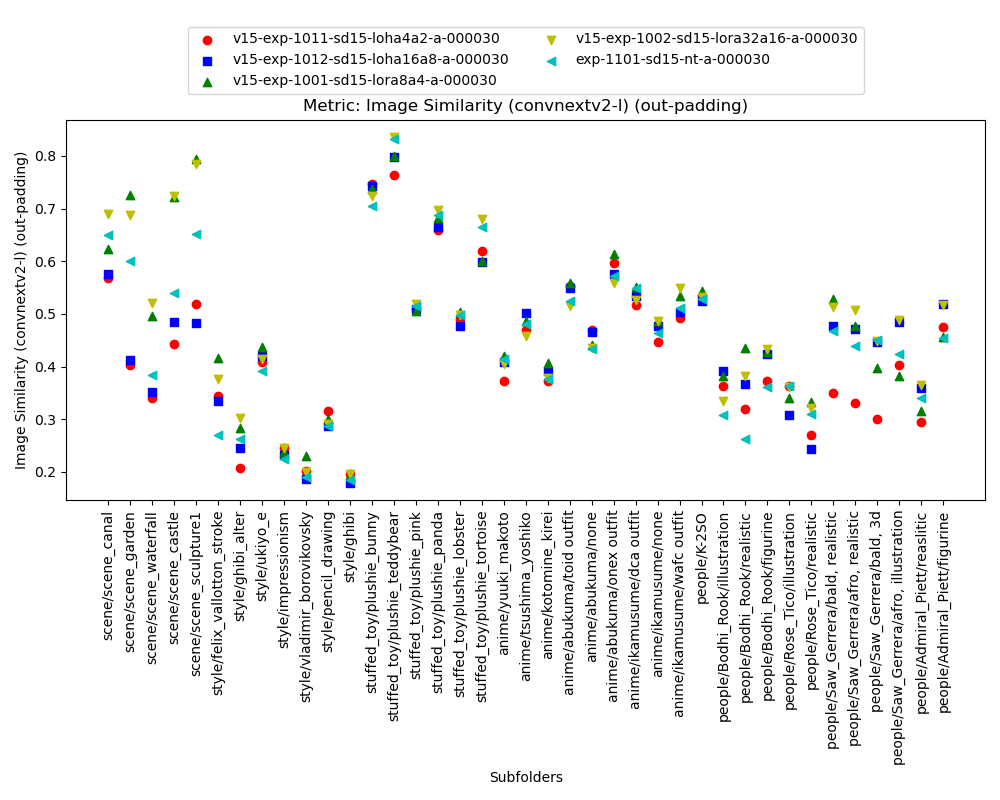 v15-exp-1011-sd15-loha4a2-a-000030
v15-exp-1012-sd15-loha16a8-a-000030
v15-exp-1001-sd15-lora8a4-a-000030
v15-exp-1002-sd15-lora32a16-a-000030
exp-1101-sd15-nt-a-000030
Metric: Image Similarity (convnextv2-l) (out-padding)
Image Similarity (convnextv2-l) (out-padding)
0.8
0.7
0.6
0.5
0.4
0.3
0.2
scene/scene_canal
scene/scene_garden
scene/scene_waterfall
scene/scene_castle
scene/scene_sculpture1
style/felix_vallotton_stroke
style/ghibi_alter
style/ukiyo_e
style/impressionism
style/vladmir_borovikovsky
style/pencil_drawing
style/ghibi
stuffed_toy/plushie_bunny
stuffed_toy/plushie_teddybear
stuffed_toy/plushie_pink
stuffed_toy/plushie_panda
stuffed_toy/plushie_lobster
stuffed_toy/plushie_tortoise
anime/yuuki_makoto
anime/tsushima_yoshiko
anime/kotomine_kirei
anime/abukuma/toid outfit
anime/abukuma/none
anime/abukuma/onex outfit
anime/ikamusume/dca outfit
anime/ikamusume/none
anime/ikamusume/wafc outfit
people/K-2SO
people/Bodhi_Rook/illustration
people/Bodhi_Rook/realistic
people/Bodhi_Rook/figurine
people/Rose_Tico/illustration
people/Rose_Tico/realistic
people/Saw_Gerrera/bald, realistic
people/Saw_Gerrera/afro, realistic
people/Saw_Gerrera/bald, 3d
people/Saw_Gerrera/afro, illustration
people/Admiral_Piett/reaslitic
people/Admiral_Piett/figurine
Subfolders